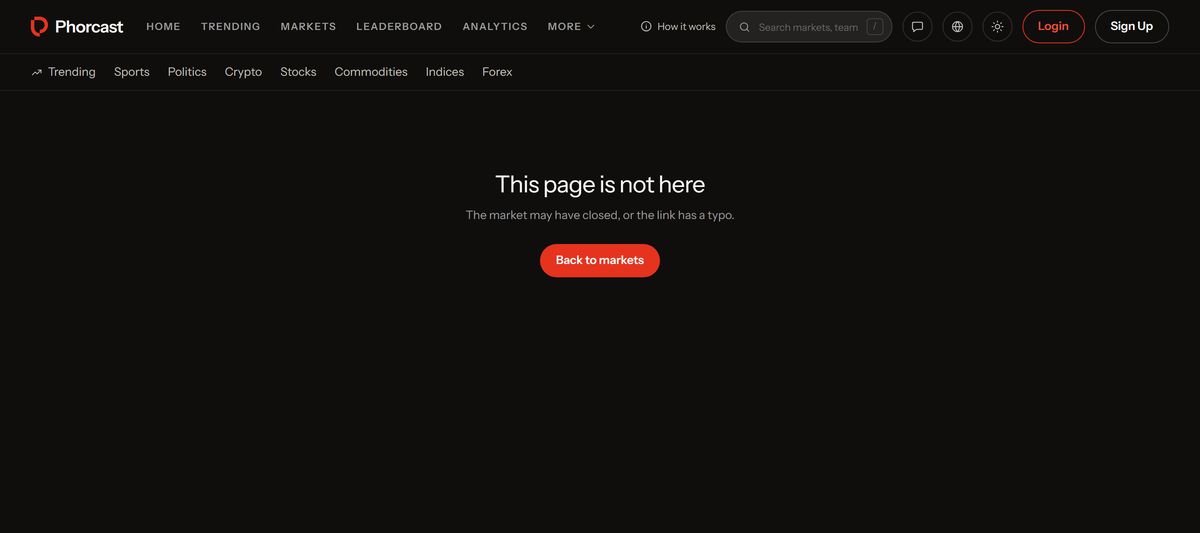 Phorcast HOME TRENDING MARKETS LEADERBOARD ANALYTICS MORE How it works Search markets, team / Login Sign Up
Trending Sports Politics Crypto Stocks Commodities Indices Forex
This page is not here
The market may have closed, or the link has a typo.
Back to markets